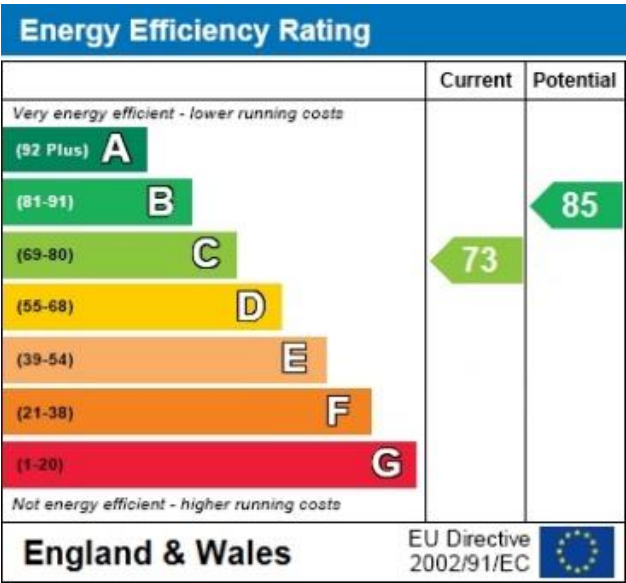 Energy Efficiency Rating
Current Potential
Very energy efficient - lower running costs
(92 Plus) A
(81-91) B
85
(69-80) C
73
(55-68) D
(39-54) E
(21-38) F
(1-20) G
Not energy efficient - higher running costs
England & Wales
EU Directive
2002/91/EC